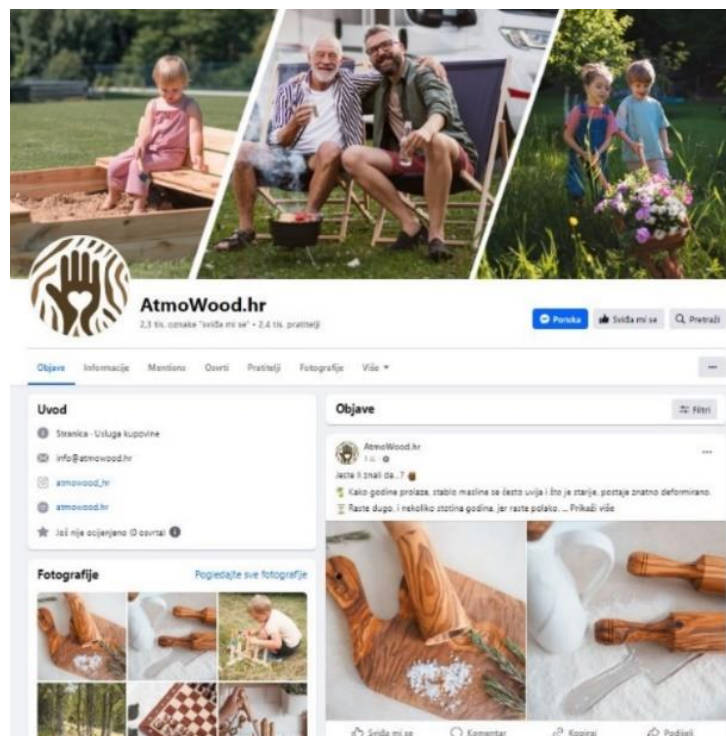 AtmoWood.hr
2,3 tis. oznake "sviđa mi se" • 2,4 tis. pratitelji
Poruka
Sviđa mi se
Pretraži
Objave
Informacije
Mentions
Osvrti
Pratitelji
Fotografije
Više
Uvod
Stranica · Usluga kupovine
info@atmowood.hr
atmowood_hr
atmowood.hr
Još nije ocijenjeno (0 osvrta)
Fotografije
Pogledajte sve fotografije
Objave
Filtri
AtmoWood.hr
Jeste li znali da...?
Kako godine prolaze, stablo masline se često uvija i što je starije, postaje znatno deformirano.
Raste dugo, i nekoliko stotina godina, jer raste polako. ... Prikaži više
Sviđa mi se
Komentar
Kopiraj
Podijeli